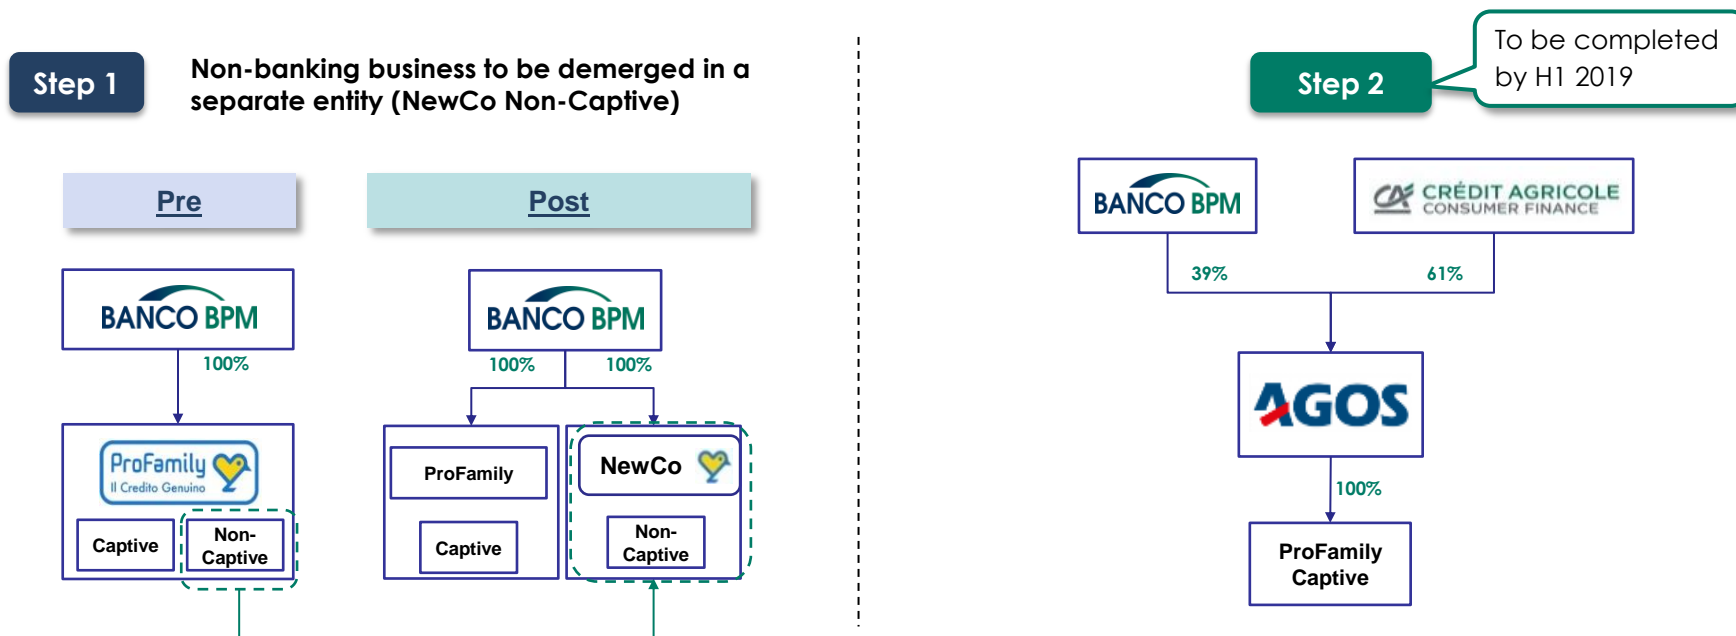 Step 1
Non-banking business to be demerged in a
separate entity (NewCo Non-Captive)
Pre
Post
BANCO BPM
100%
ProFamily
Il Credito Genuino
Captive
Non-
Captive
BANCO BPM
100%
100%
ProFamily
Captive
NewCo
Non-
Captive
Step 2
To be completed
by H1 2019
BANCO BPM
CRÉDIT AGRICOLE
CONSUMER FINANCE
39%
61%
AGOS
100%
ProFamily
Captive